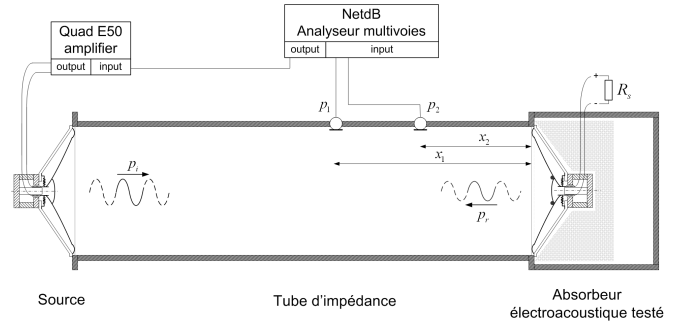 NetdB
Analyseur multivoies
output input
Quad E50
amplifier
output input
+
-
Rs
p1
p2
x2
x1
pi
pr
Source
Tube d'impédance
Absorbeur
électroacoustique testé